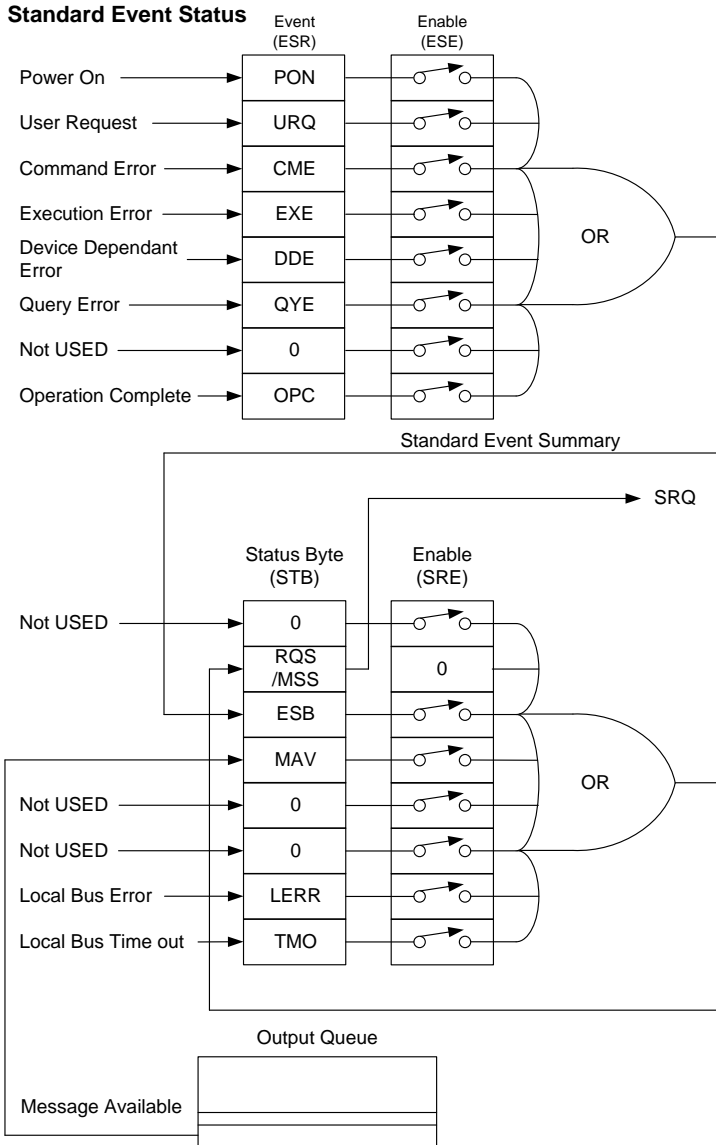 Standard Event Status
Event
(ESR)
Enable
(ESE)
Power On
PON
User Request
URQ
Command Error
CME
Execution Error
EXE
Device Dependant
Error
DDE
Query Error
QYE
Not USED
0
Operation Complete
OPC
OR
Standard Event Summary
SRQ
Status Byte
(STB)
Enable
(SRE)
Not USED
0
RQS
/MSS
0
ESB
MAV
Not USED
0
Not USED
0
Local Bus Error
LERR
Local Bus Time out
TMO
OR
Output Queue
Message Available